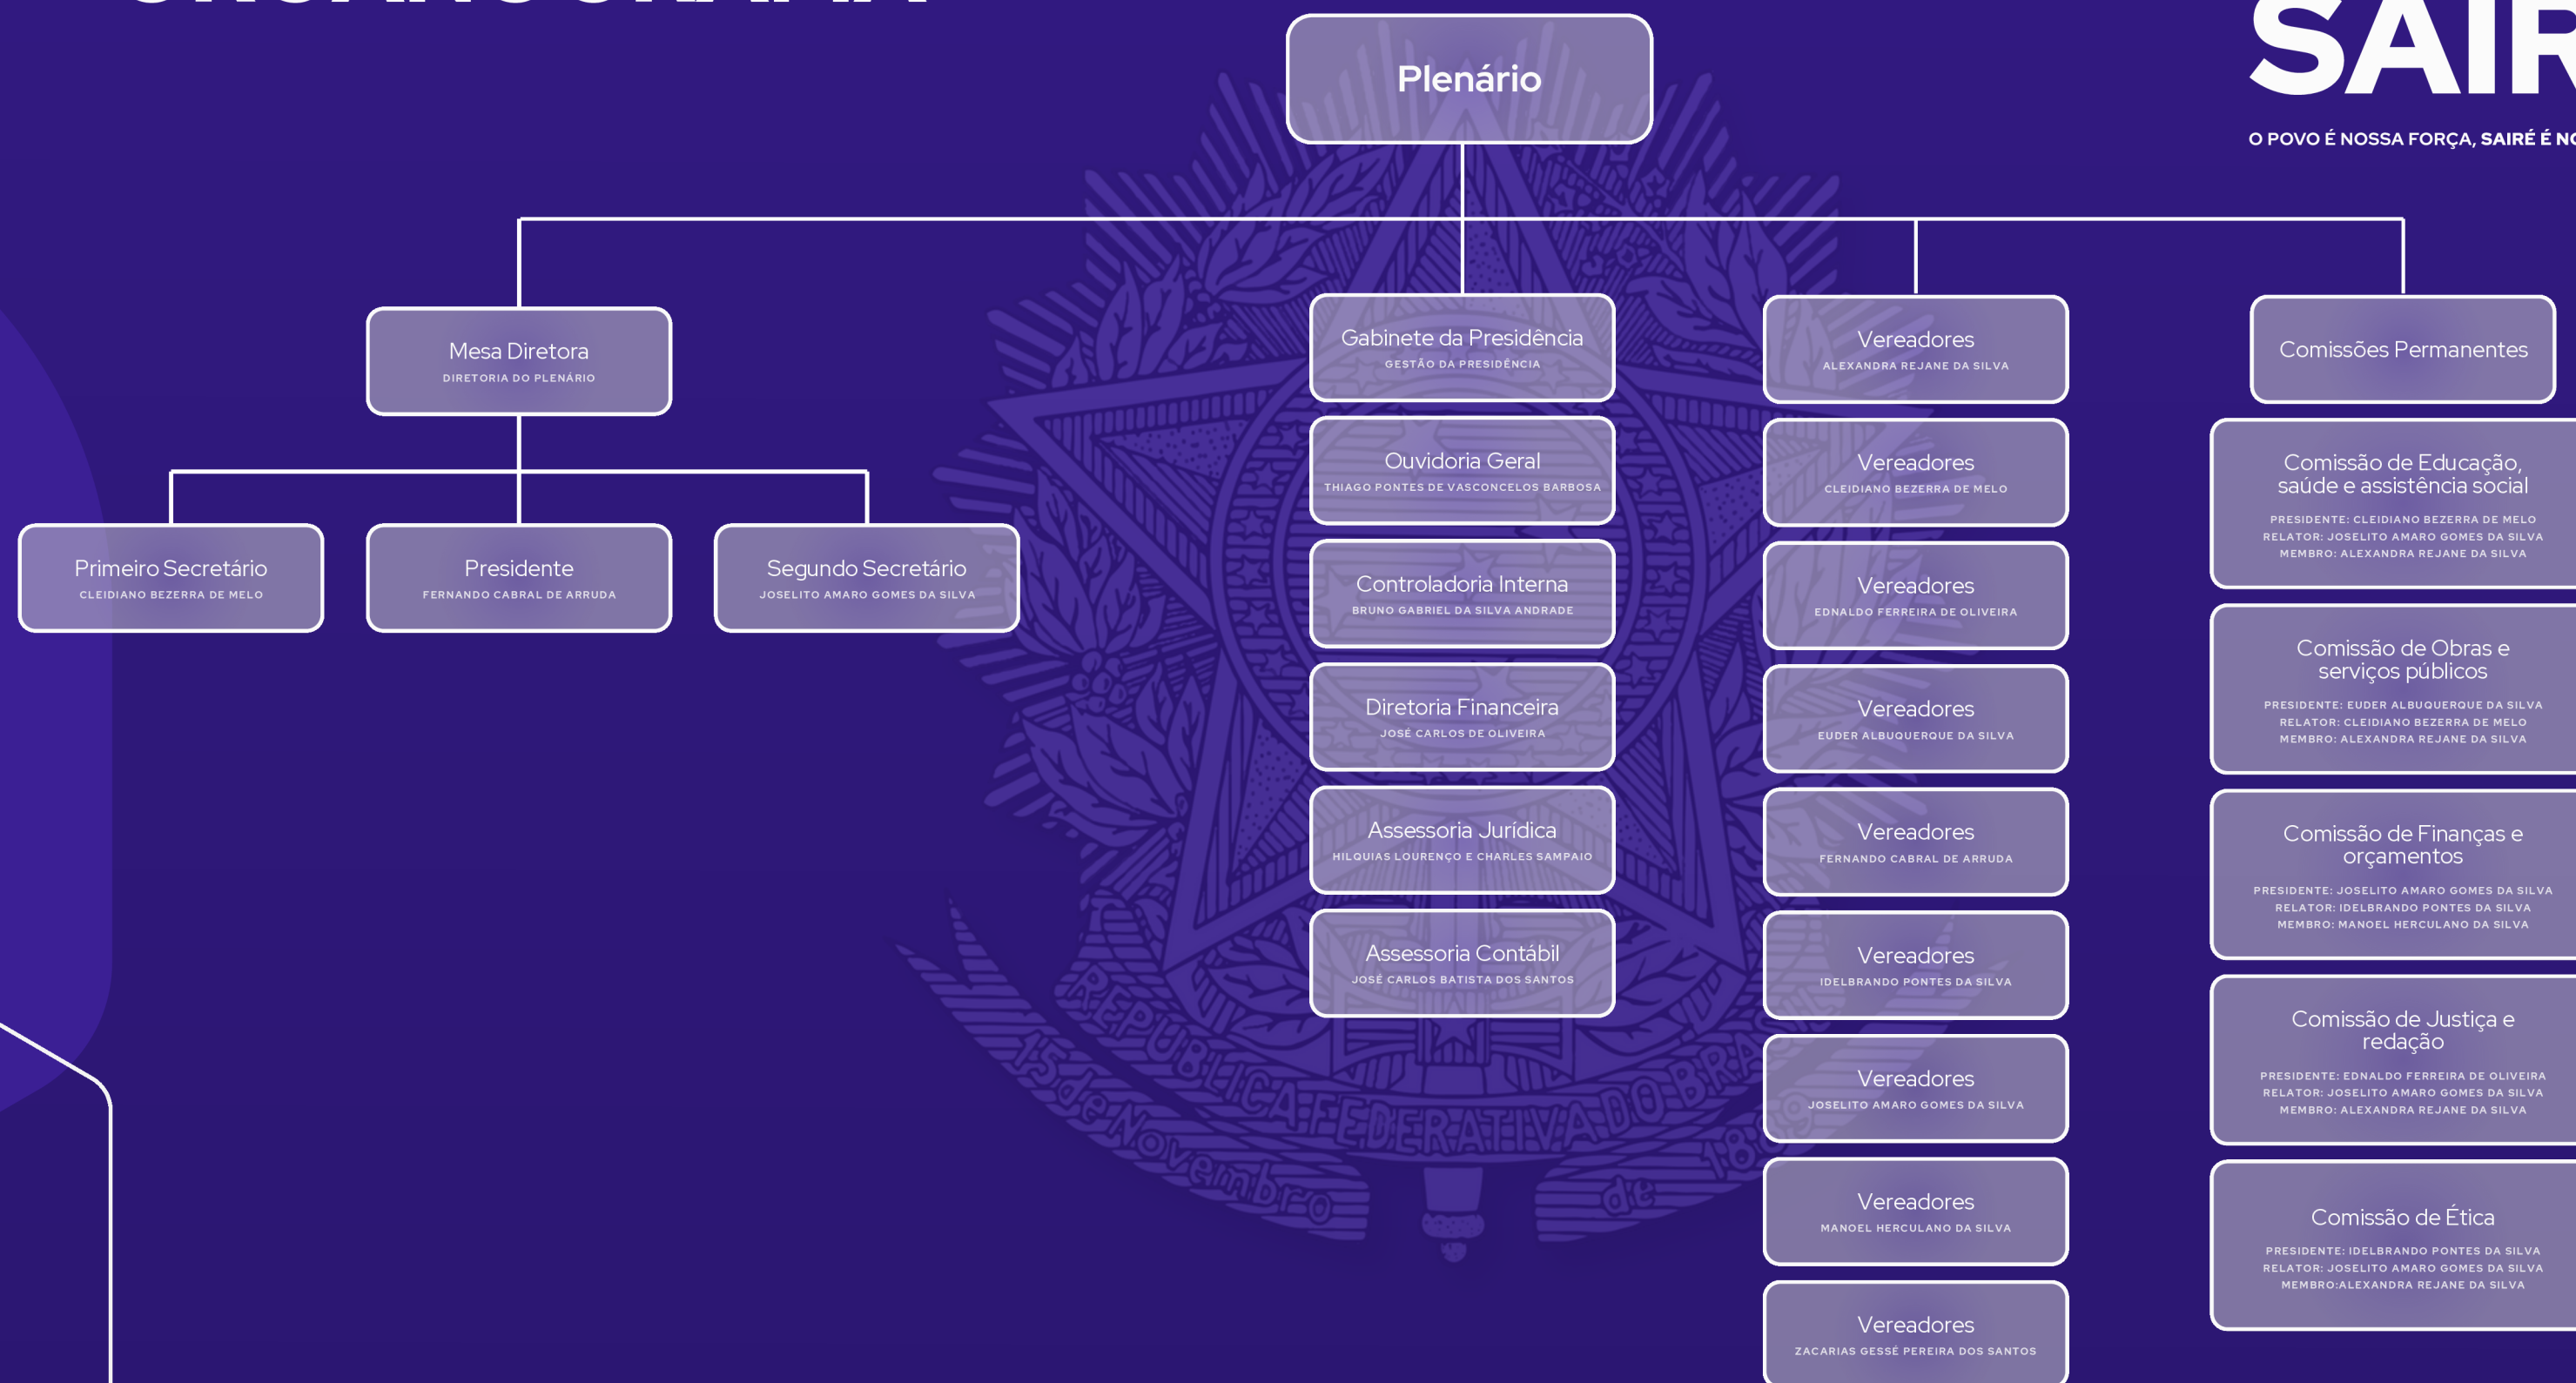 Plenário
SAIR
O POVO É NOSSA FORÇA, SAIRÉ É
Mesa Diretora
DIRETORIA DO PLENÁRIO
Primeiro Secretário
CLEIDIANO BEZERRA DE MELO
Presidente
FERNANDO CABRAL DE ARRUDA
Segundo Secretário
JOSELITO AMARO GOMES DA SILVA
Gabinete da Presidência
GESTÃO DA PRESIDÊNCIA
Ouvidoria Geral
THIAGO PONTES DE VASCONCELOS BARBOSA
Controladoria Interna
BRUNO GABRIEL DA SILVA ANDRADE
Diretoria Financeira
JOSÉ CARLOS DE OLIVEIRA
Assessoria Jurídica
HILQUIAS LOURENÇO E CHARLES SAMPAIO
Assessoria Contábil
JOSÉ CARLOS BATISTA DOS SANTOS
Vereadores
ALEXANDRA REJANE DA SILVA
Vereadores
CLEIDIANO BEZERRA DE MELO
Vereadores
EDNALDO FERREIRA DE OLIVEIRA
Vereadores
EUDER ALBUQUERQUE DA SILVA
Vereadores
FERNANDO CABRAL DE ARRUDA
Vereadores
IDELBRANDO PONTES DA SILVA
Vereadores
JOSELITO AMARO GOMES DA SILVA
Vereadores
MANOEL HERCULANO DA SILVA
Vereadores
ZACARIAS GESSÉ PEREIRA DOS SANTOS
Comissões Permanentes
Comissão de Educação,
saúde e assistência social
PRESIDENTE: CLEIDIANO BEZERRA DE MELO
RELATOR: JOSELITO AMARO GOMES DA SILVA
MEMBRO: ALEXANDRA REJANE DA SILVA
Comissão de Obras e
serviços públicos
PRESIDENTE: EUDER ALBUQUERQUE DA SILVA
RELATOR: CLEIDIANO BEZERRA DE MELO
MEMBRO: ALEXANDRA REJANE DA SILVA
Comissão de Finanças e
orçamentos
PRESIDENTE: JOSELITO AMARO GOMES DA SILVA
RELATOR: IDELBRANDO PONTES DA SILVA
MEMBRO: MANOEL HERCULANO DA SILVA
Comissão de Justiça e
redação
PRESIDENTE: EDNALDO FERREIRA DE OLIVEIRA
RELATOR: JOSELITO AMARO GOMES DA SILVA
MEMBRO: ALEXANDRA REJANE DA SILVA
Comissão de Ética
PRESIDENTE: IDELBRANDO PONTES DA SILVA
RELATOR: JOSELITO AMARO GOMES DA SILVA
MEMBRO:ALEXANDRA REJANE DA SILVA
REPUBLICA FEDERATIVA DO BRASIL
15 de Novembro de 1889